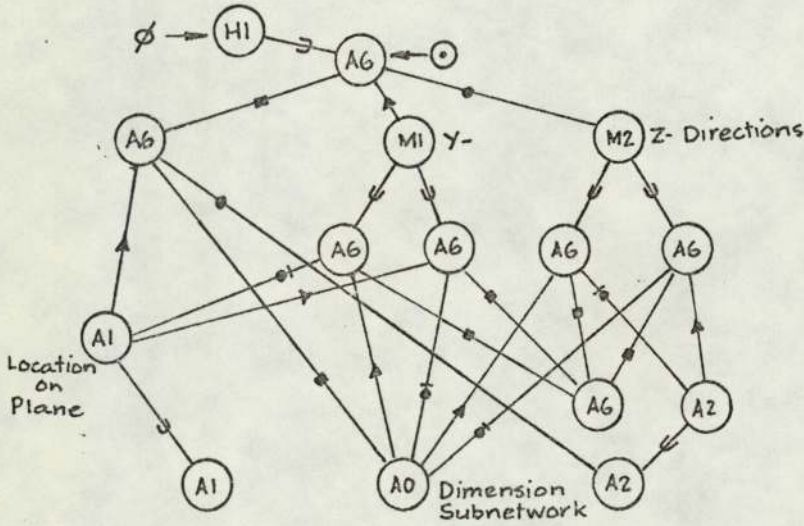 Ø H1
A6
A6 M1 Y- M2 Z- Directions
A6 A6 A6 A6
A1
Location
on
Plane
A6 A2
A1 A0 A2
Dimension
Subnetwork